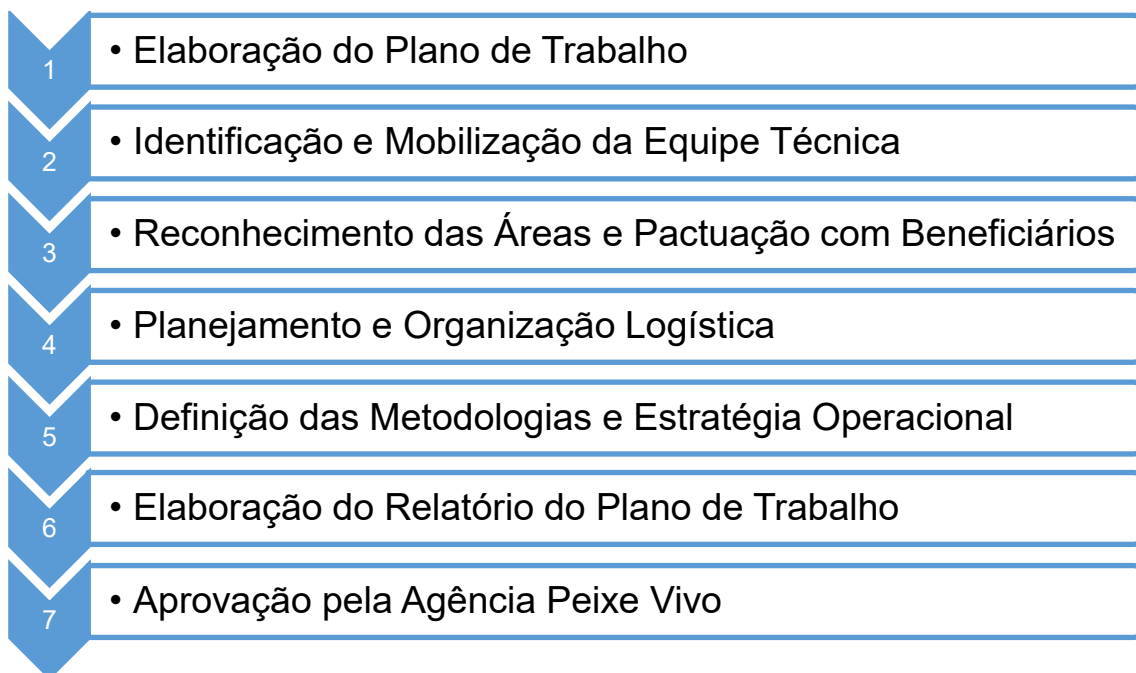 1
• Elaboração do Plano de Trabalho
2
• Identificação e Mobilização da Equipe Técnica
3
• Reconhecimento das Áreas e Pactuação com Beneficiários
4
• Planejamento e Organização Logística
5
• Definição das Metodologias e Estratégia Operacional
6
• Elaboração do Relatório do Plano de Trabalho
7
• Aprovação pela Agência Peixe Vivo